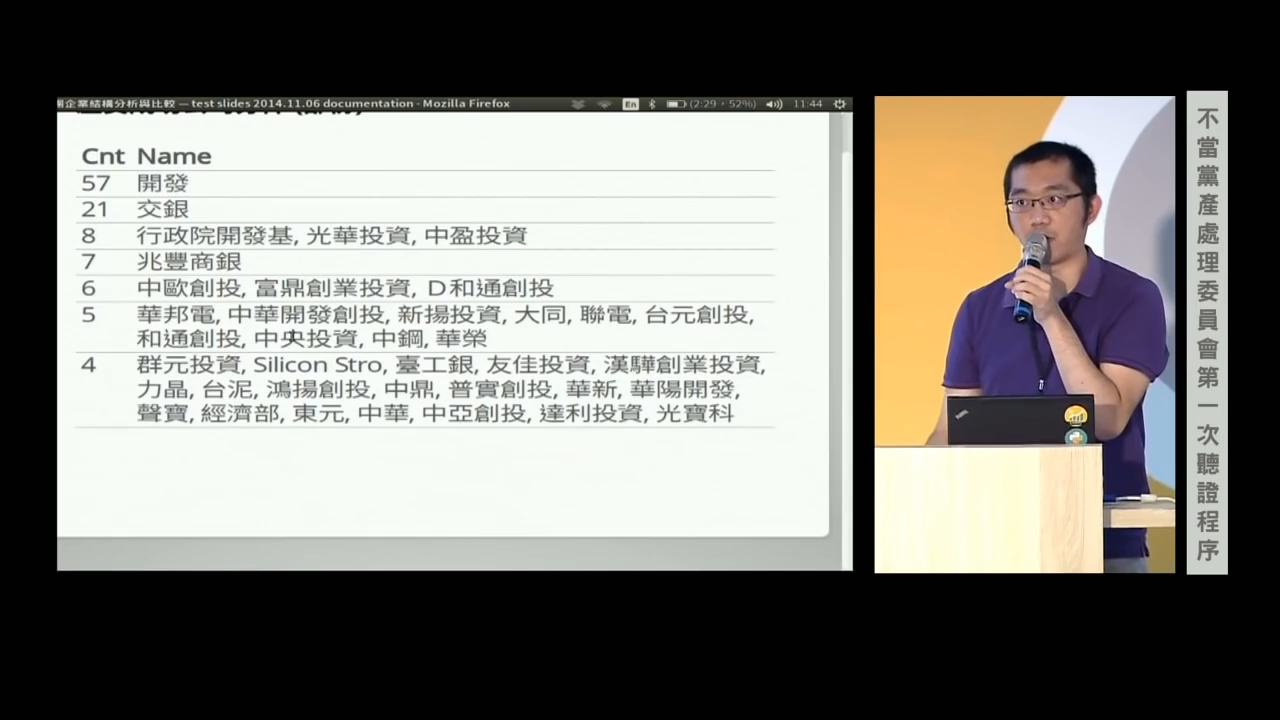 團企業結構分析與比較 — test slides 2014.11.06 documentation - Mozilla Firefox
En
(2:29 · 52%)
11:44
Cnt Name
57 開發
21 交銀
8 行政院開發基, 光華投資, 中盈投資
7 兆豐商銀
6 中歐創投, 富鼎創業投資, D和通創投
5 華邦電, 中華開發創投, 新揚投資, 大同, 聯電, 台元創投,
和通創投, 中央投資, 中鋼, 華榮
4 群元投資, Silicon Stro, 臺工銀, 友佳投資, 漢驊創業投資,
力晶, 台泥, 鴻揚創投, 中鼎, 普實創投, 華新, 華陽開發,
聲寶, 經濟部, 東元, 中華, 中亞創投, 達利投資, 光寶科
不當黨產處理委員會第一次聽證程序